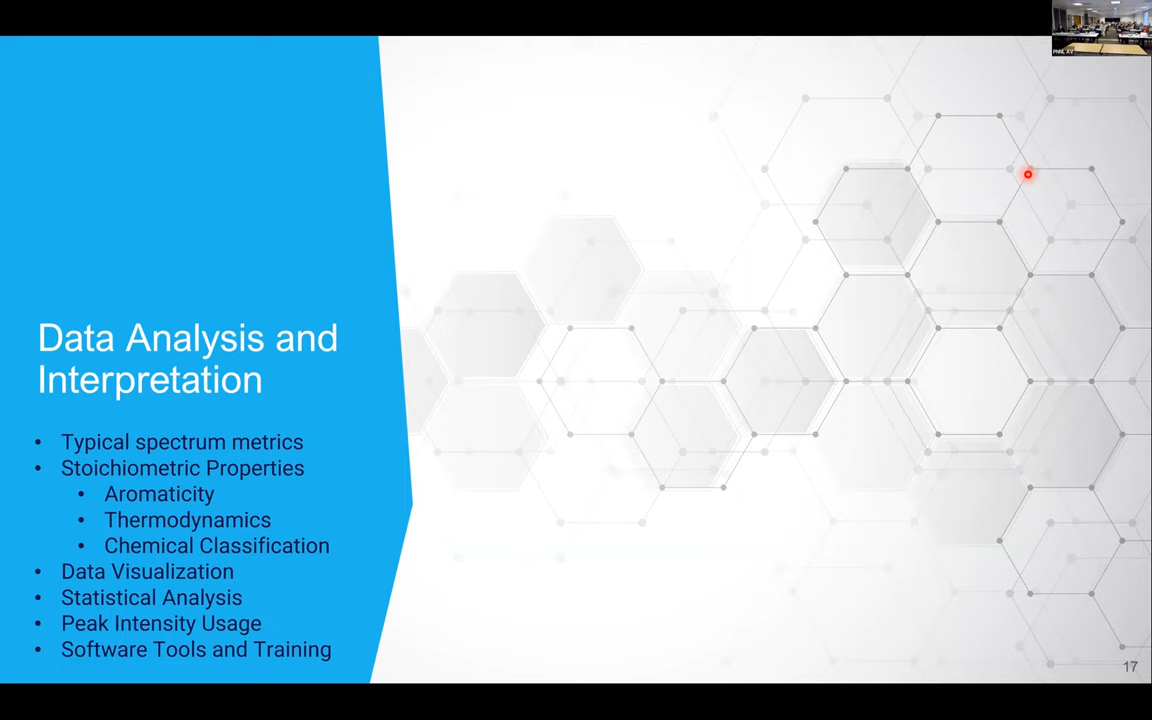 PNNL A/V
Data Analysis and
Interpretation
• Typical spectrum metrics
• Stoichiometric Properties
• Aromaticity
• Thermodynamics
• Chemical Classification
• Data Visualization
• Statistical Analysis
• Peak Intensity Usage
• Software Tools and Training
17